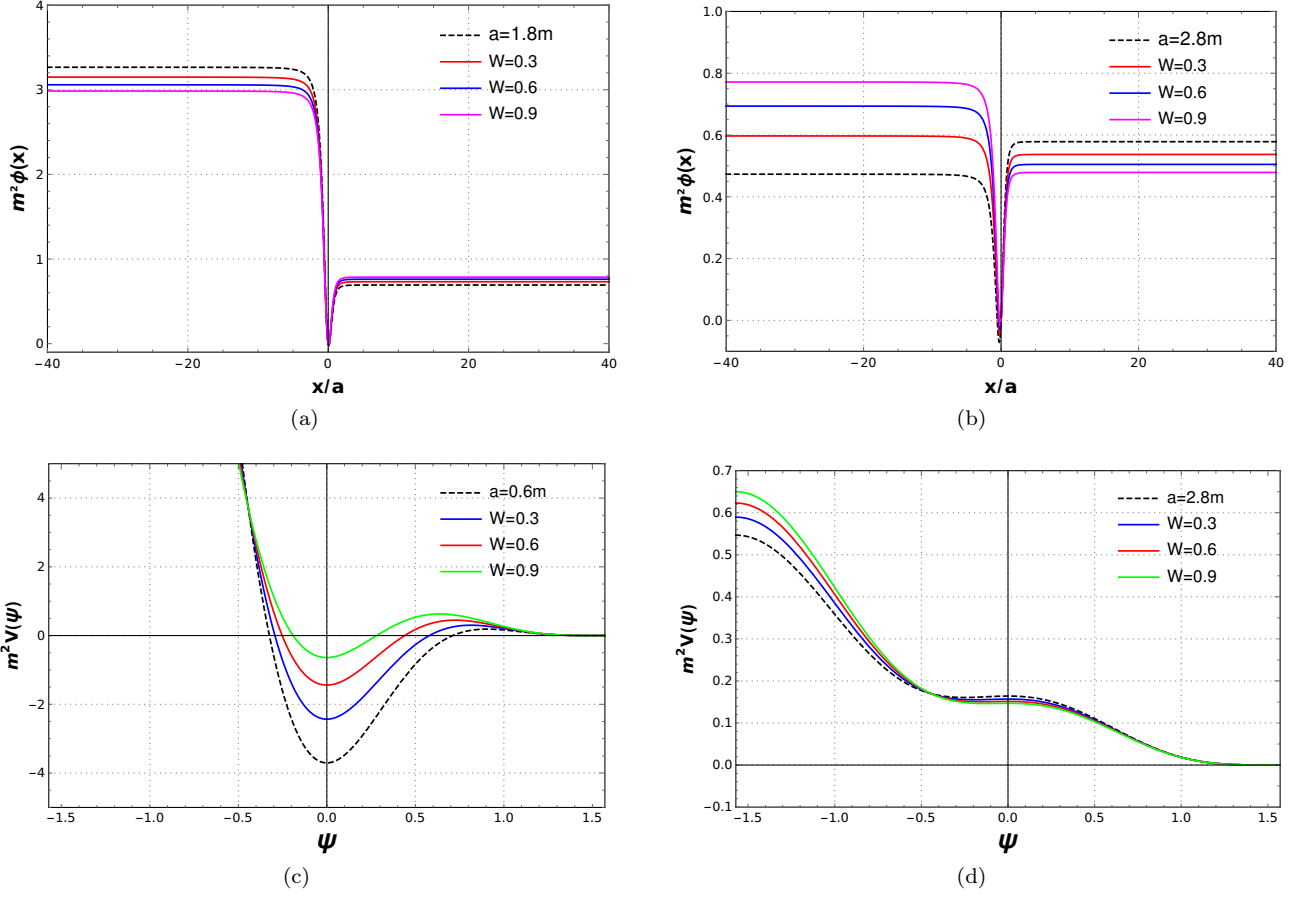 4
3
2
1
0
−40
−20
0
20
40
m²ϕ(x)
x/a
a=1.8m
W=0.3
W=0.6
W=0.9
(a)
1.0
0.8
0.6
0.4
0.2
0.0
−40
−20
0
20
40
m²ϕ(x)
x/a
a=2.8m
W=0.3
W=0.6
W=0.9
(b)
4
2
0
−2
−4
−1.5
−1.0
−0.5
0.0
0.5
1.0
1.5
m²V(ψ)
ψ
a=0.6m
W=0.3
W=0.6
W=0.9
(c)
0.7
0.6
0.5
0.4
0.3
0.2
0.1
0.0
−0.1
−1.5
−1.0
−0.5
0.0
0.5
1.0
1.5
m²V(ψ)
ψ
a=2.8m
W=0.3
W=0.6
W=0.9
(d)